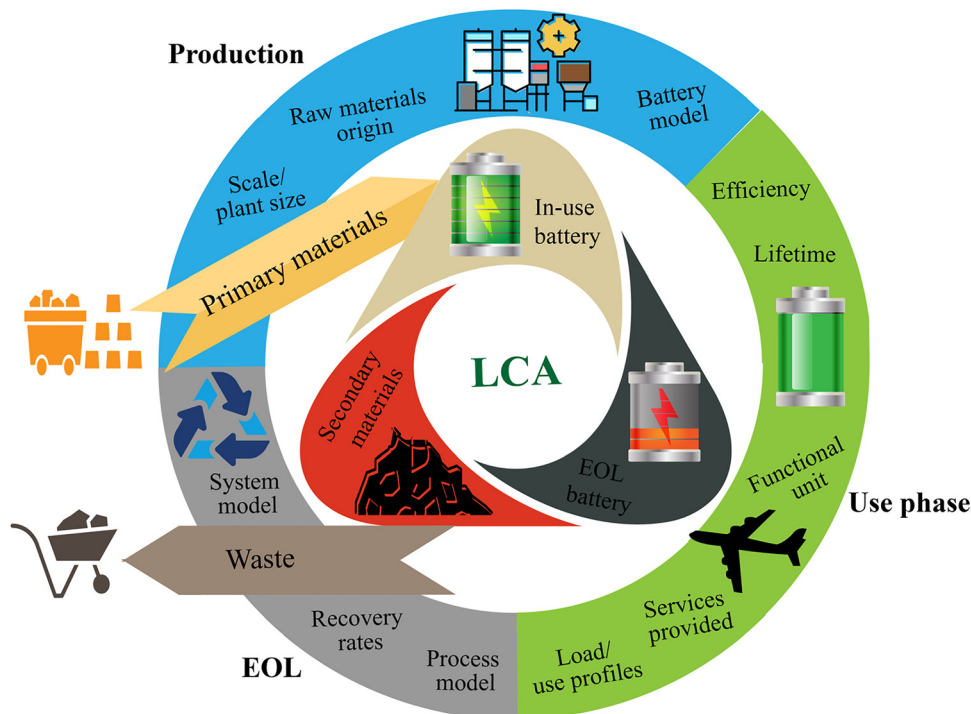 Production
Raw materials
origin
Battery
model
Scale/
plant size
Primary materials
In-use
battery
Efficiency
Lifetime
LCA
Secondary
materials
EOL
battery
Functional
unit
Use phase
System
model
Waste
Services
provided
Recovery
rates
Load/
use profiles
Process
model
EOL